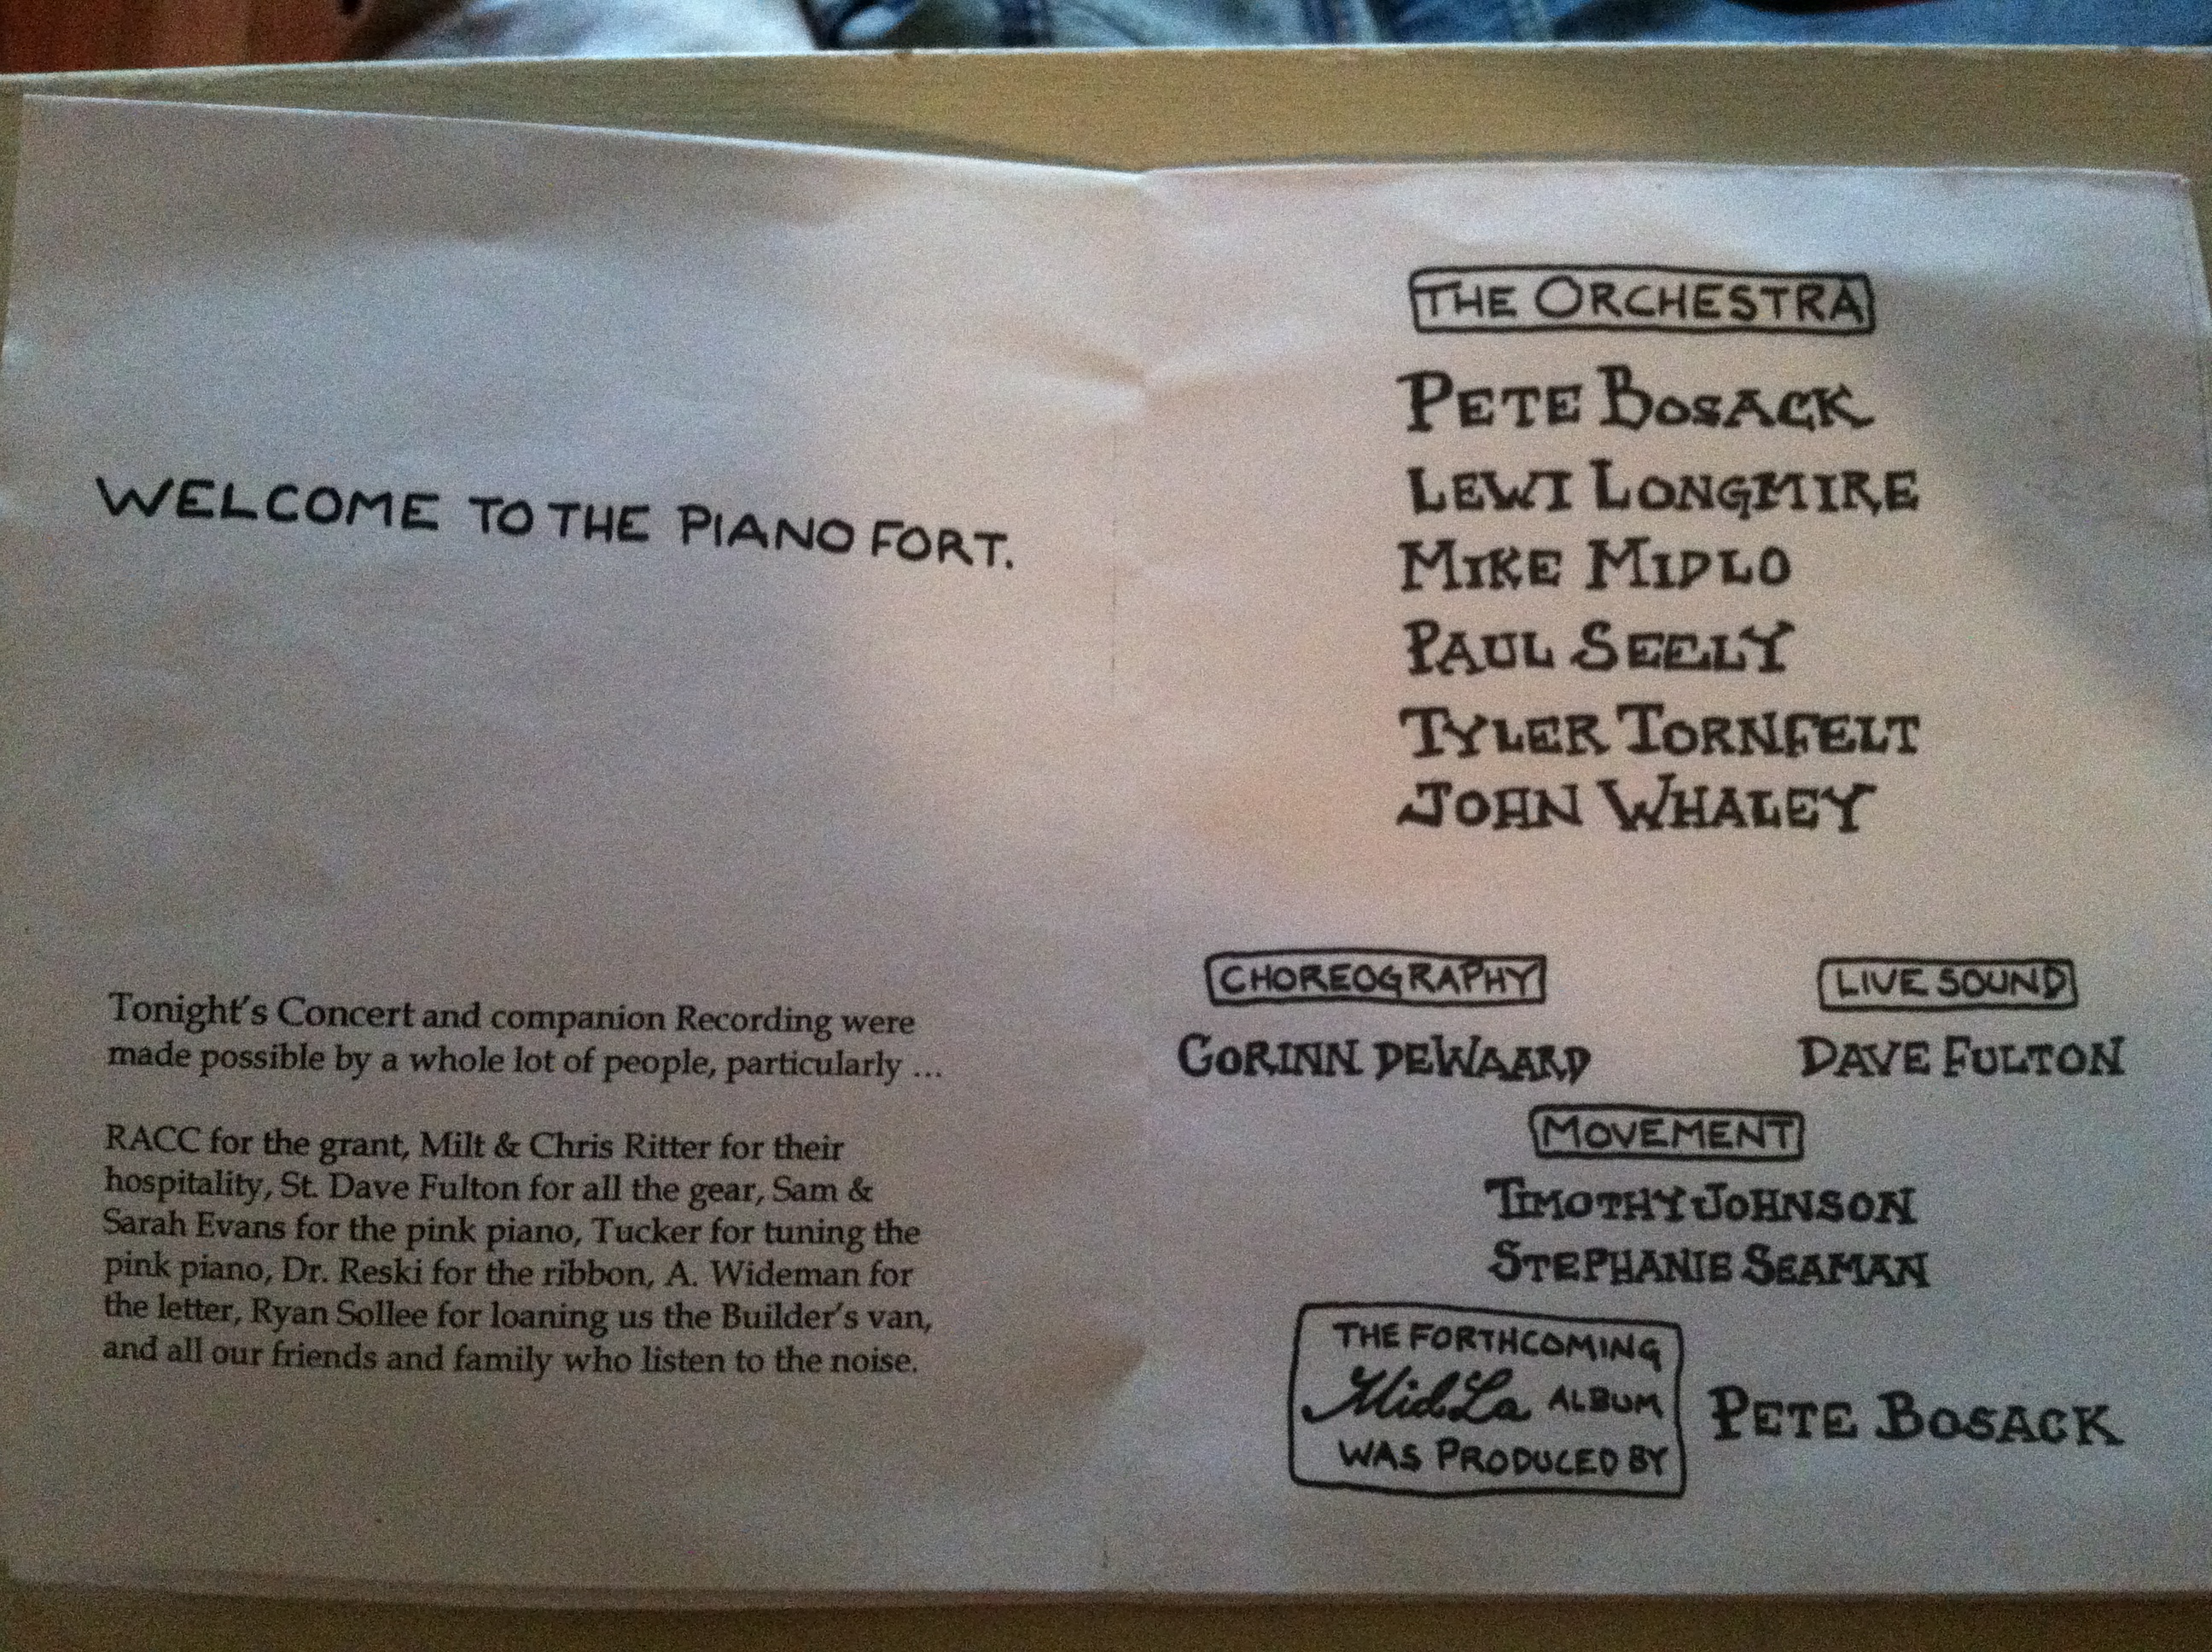 WELCOME TO THE PIANO FORT.
Tonight's Concert and companion Recording were
made possible by a whole lot of people, particularly ...
RACC for the grant, Milt & Chris Ritter for their
hospitality, St. Dave Fulton for all the gear, Sam &
Sarah Evans for the pink piano, Tucker for tuning the
pink piano, Dr. Reski for the ribbon, A. Wideman for
the letter, Ryan Sollee for loaning us the Builder's van,
and all our friends and family who listen to the noise.
THE ORCHESTRA
PETE BOSACK
LEWI LONGMIRE
MIKE MIDLO
PAUL SEELY
TYLER TORNFELT
JOHN WHALEY
CHOREOGRAPHY
CORINN DEWAARD
LIVE SOUND
DAVE FULTON
MOVEMENT
TIMOTHY JOHNSON
STEPHANIE SEAMAN
THE FORTHCOMING
MidLo ALBUM
WAS PRODUCED BY
PETE BOSACK